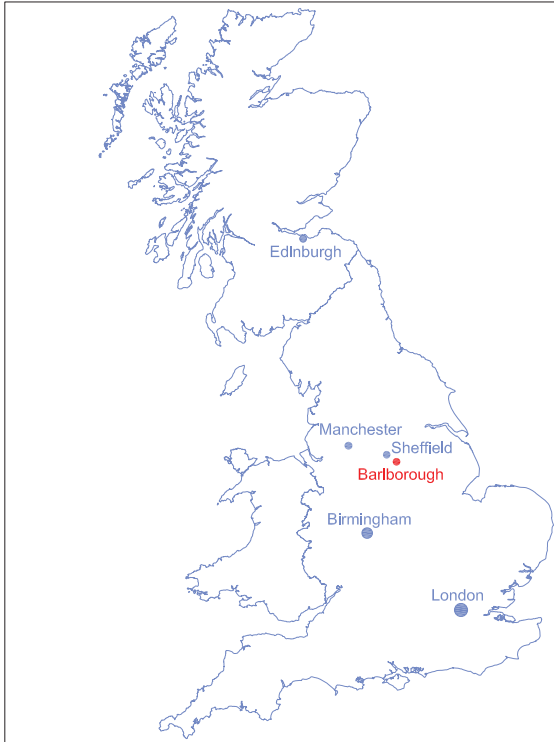 Edinburgh
Manchester
Sheffield
Barlborough
Birmingham
London